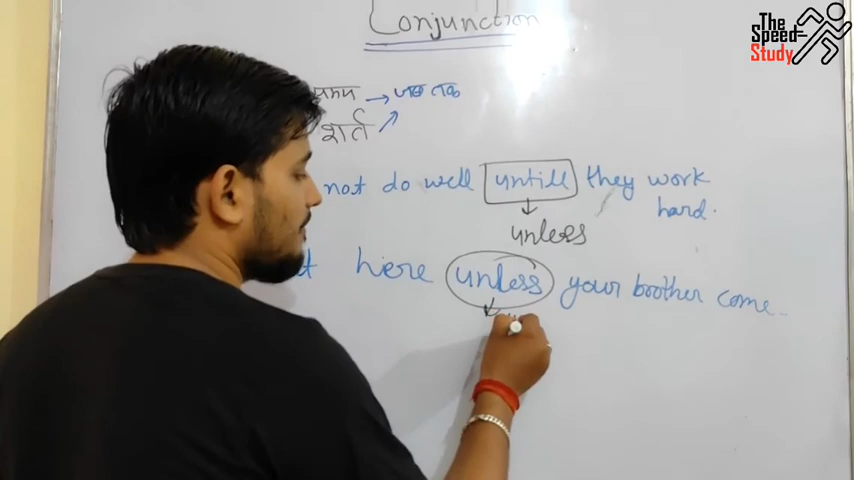 Conjunction
The
Speed
Study
समय → जब तक
शर्त
not do well untill they work
hard.
unless
here unless your brother come.